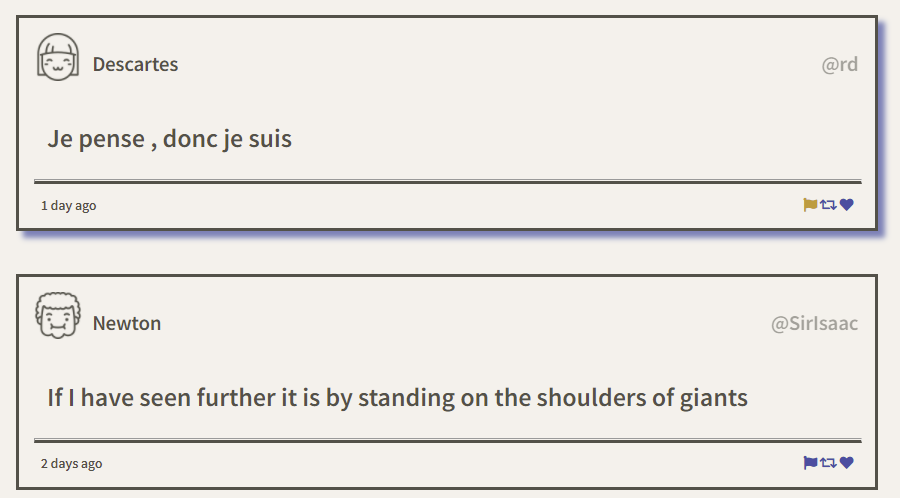 Descartes
@rd
Je pense , donc je suis
1 day ago
Newton
@SirIsaac
If I have seen further it is by standing on the shoulders of giants
2 days ago